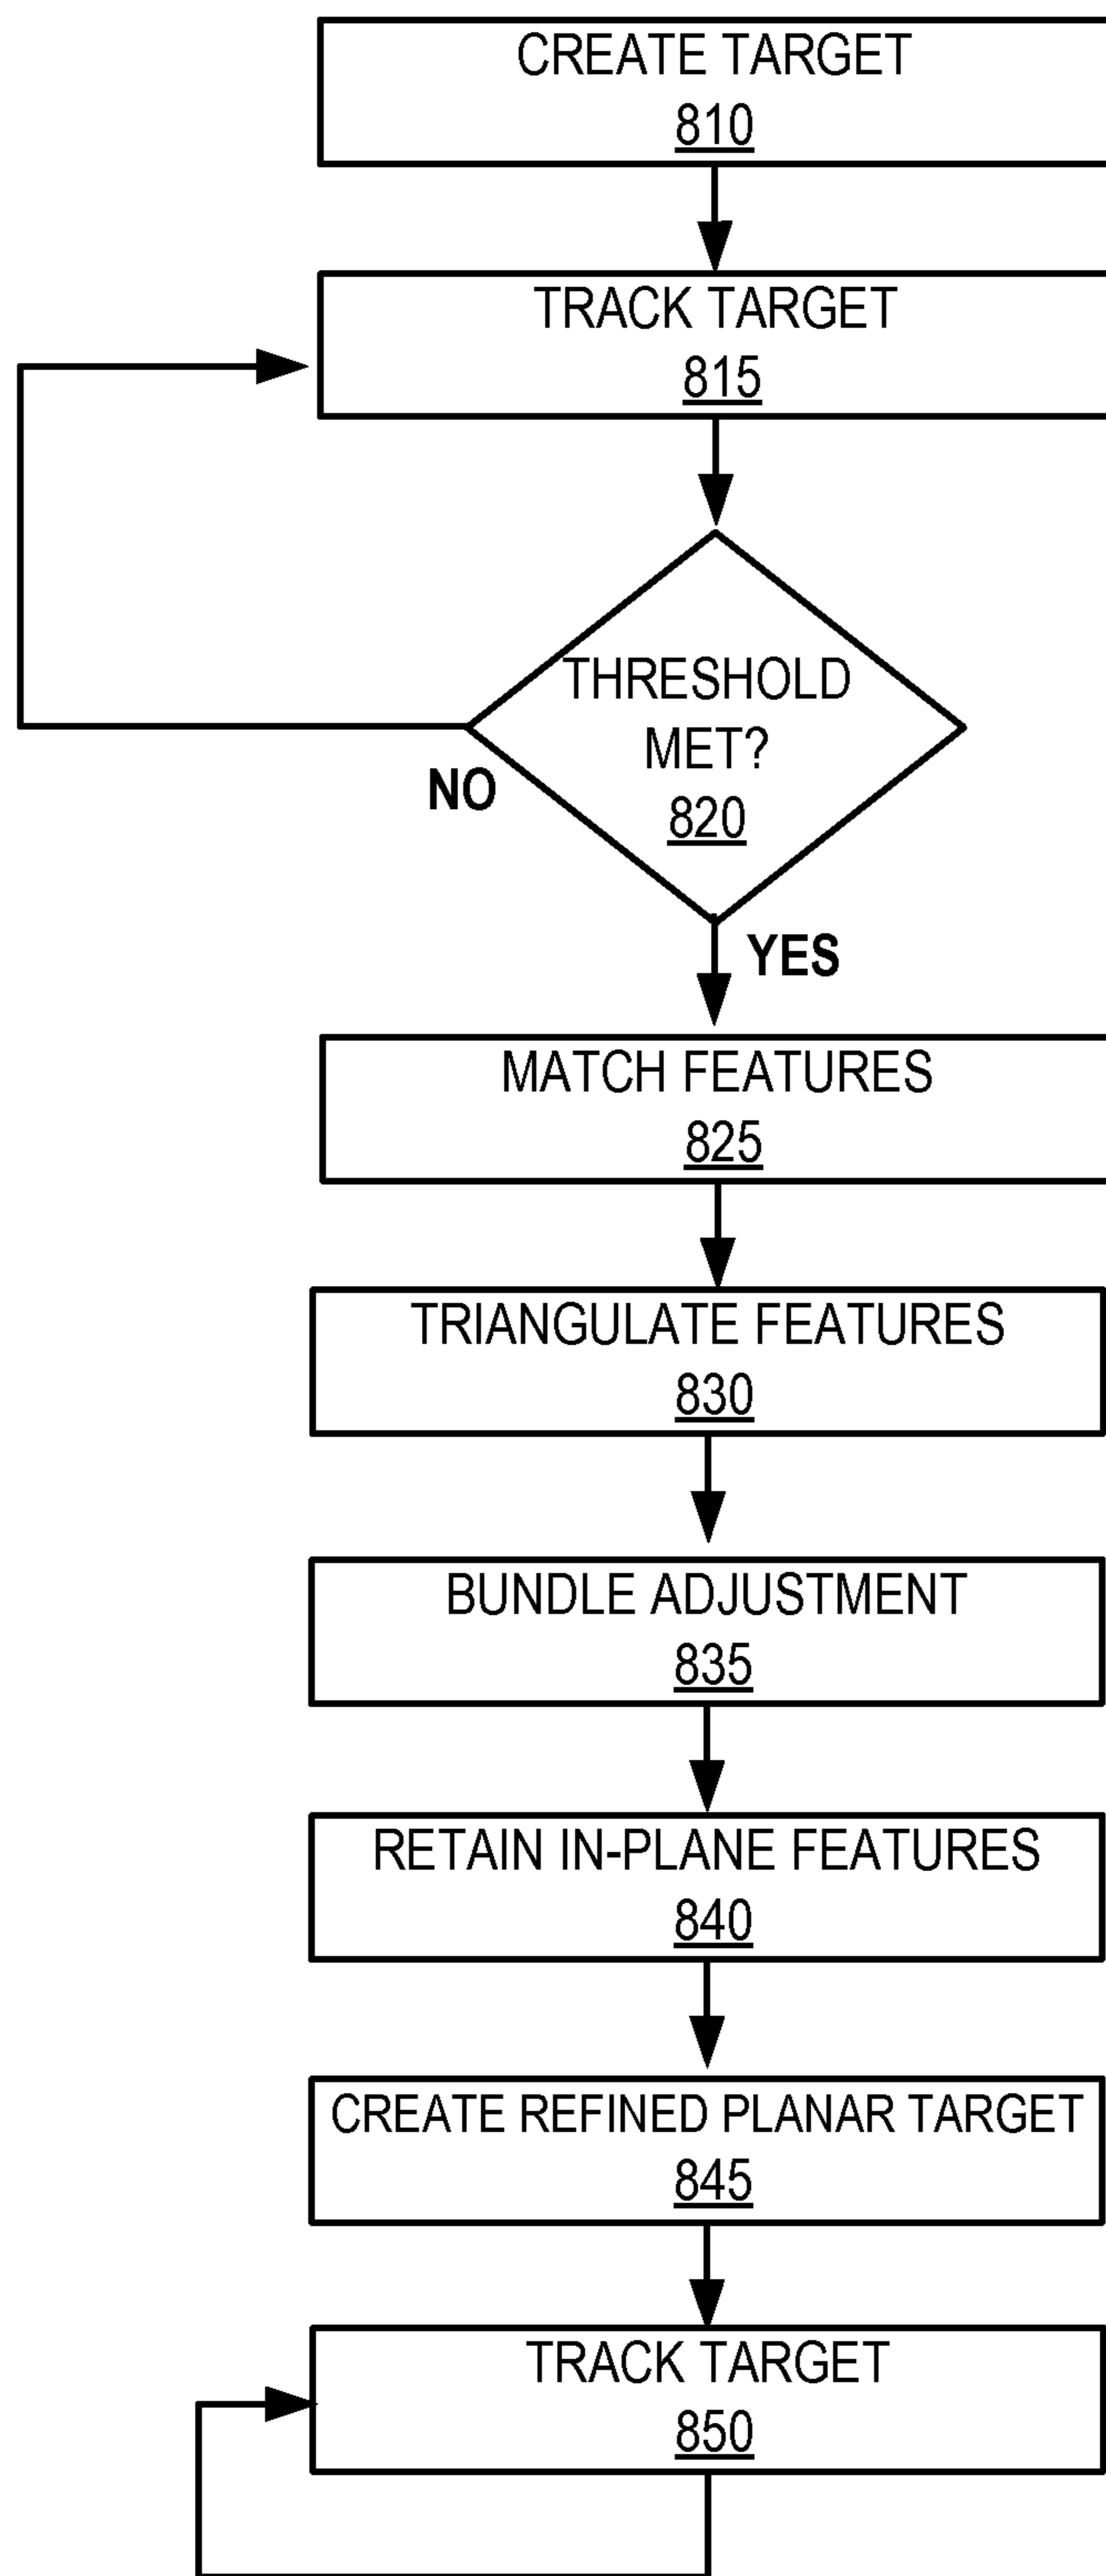 CREATE TARGET
810
TRACK TARGET
815
THRESHOLD
MET?
820
NO
YES
MATCH FEATURES
825
TRIANGULATE FEATURES
830
BUNDLE ADJUSTMENT
835
RETAIN IN-PLANE FEATURES
840
CREATE REFINED PLANAR TARGET
845
TRACK TARGET
850